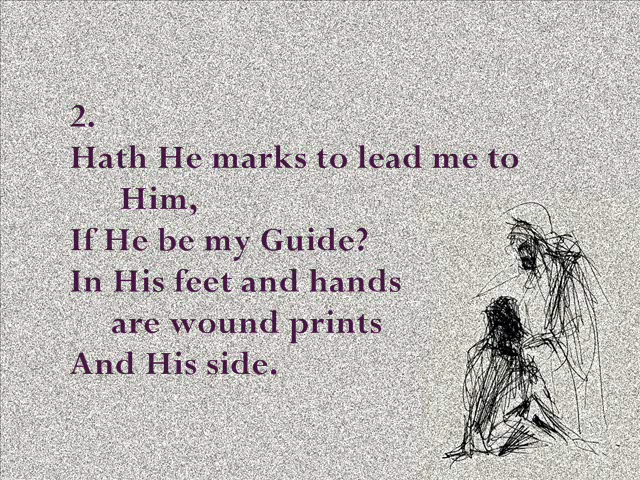 2.
Hath He marks to lead me to
Him,
If He be my Guide?
In His feet and hands
are wound prints
And His side.